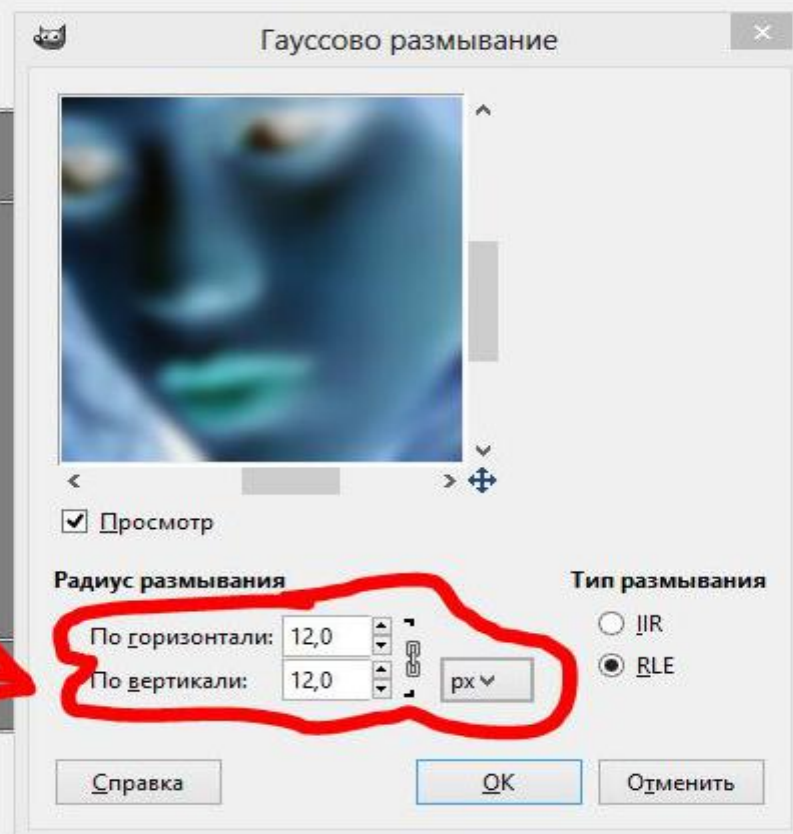 Гауссово размывание
Просмотр
Радиус размывания
Тип размывания
По горизонтали: 12,0
IIR
По вертикали: 12,0
px
RLE
Справка
OK
Отменить